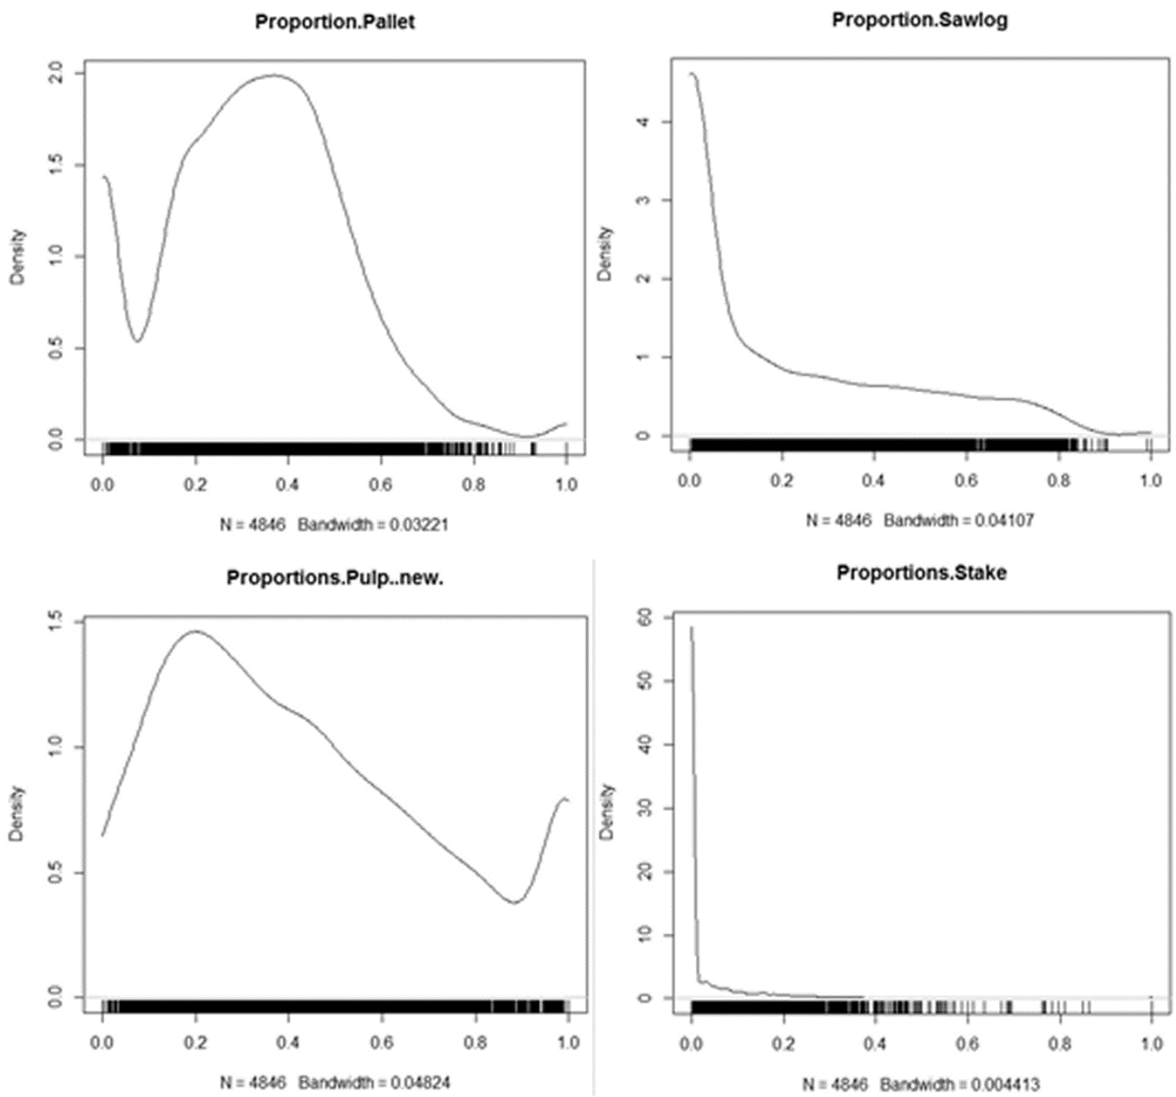 Proportion.Pallet
Density
2.0
1.5
1.0
0.5
0.0
0.0 0.2 0.4 0.6 0.8 1.0
N = 4846 Bandwidth = 0.03221
Proportion.Sawlog
Density
4
3
2
1
0
0.0 0.2 0.4 0.6 0.8 1.0
N = 4846 Bandwidth = 0.04107
Proportions.Pulp..new.
Density
1.5
1.0
0.5
0.0
0.0 0.2 0.4 0.6 0.8 1.0
N = 4846 Bandwidth = 0.04824
Proportions.Stake
Density
60
50
40
30
20
10
0
0.0 0.2 0.4 0.6 0.8 1.0
N = 4846 Bandwidth = 0.004413